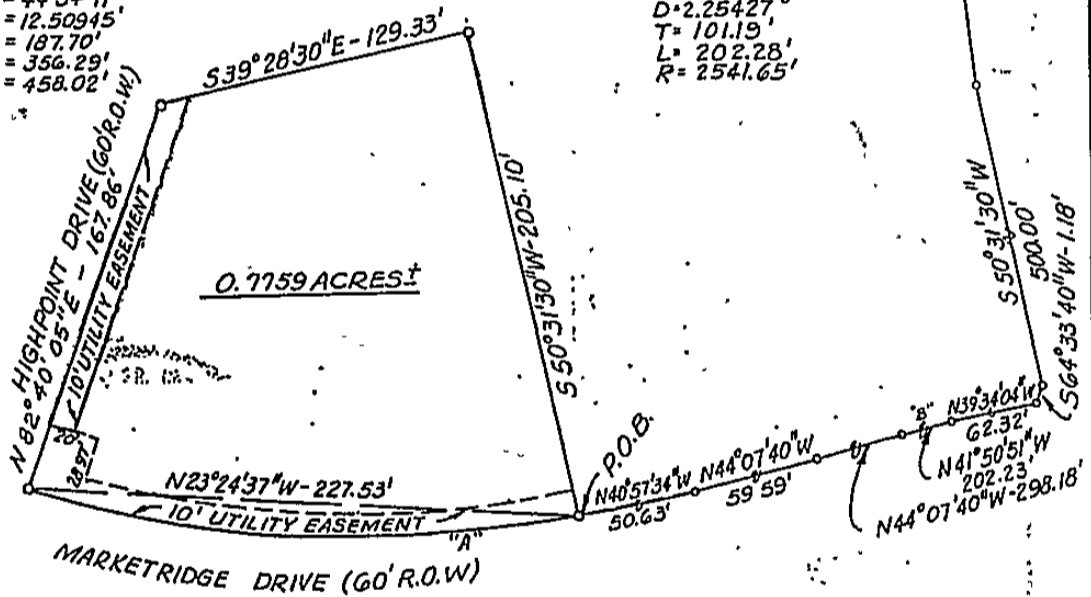 = 12.50945'
= 187.70'
= 356.29'
= 458.02'
D=2.25427°
T= 101.19'
L= 202.28'
R= 2541.65'
S39°28'30"E-129.33'
N 82°40'05"E - 167.86'
HIGHPOINT DRIVE (60' R.O.W.)
10' UTILITY EASEMENT
0.7759 ACRES±
S 50°31'30"W-205.10'
S 50°31'30"W
500.00'
S64°33'40"W-1.18'
20'
28.97'
P.O.B.
N23°24'37"W-227.53'
10' UTILITY EASEMENT
"A"
N40°57'34"W
50.63'
N44°07'40"W
59 59'
"B"
N39°34'04"W
62.32'
N41°50'51"W
202.23'
N44°07'40"W-298.18'
MARKETRIDGE DRIVE (60' R.O.W)